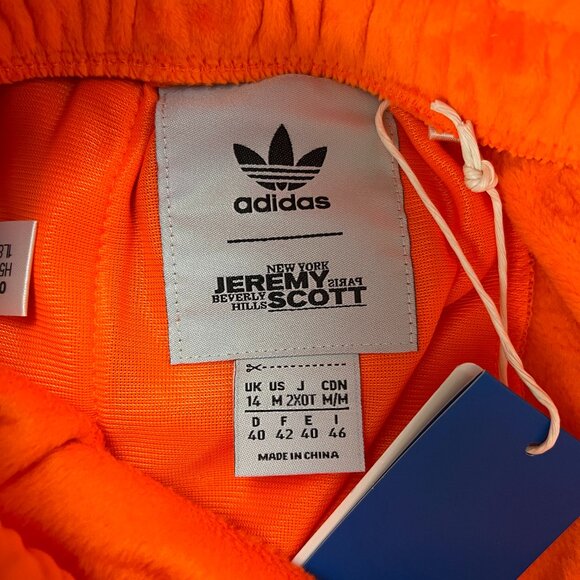 adidas
NEW YORK
JEREMY PARIS
BEVERLY SCOTT
HILLS
UK US J CDN
14 M 2XOT M/M
D F E I
40 42 40 46
MADE IN CHINA